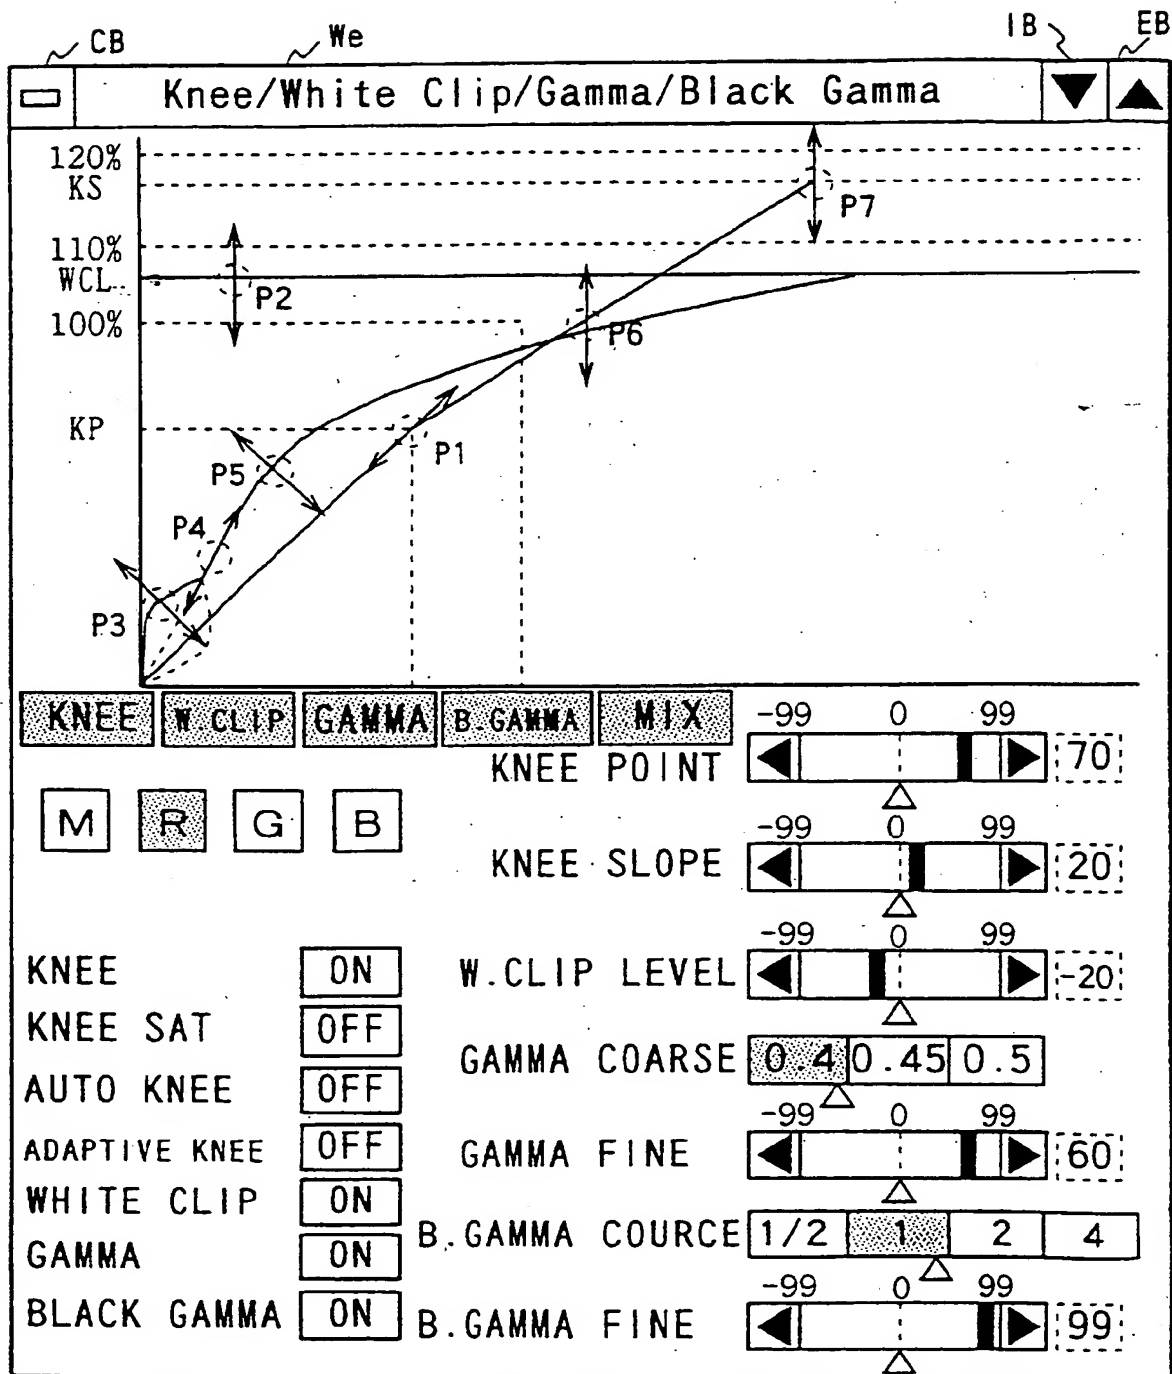 CB We IB EB
Knee/White Clip/Gamma/Black Gamma
120%
KS
P7
110%
WCL
P2
100%
P6
KP
P1
P5
P4
P3
KNEE W.CLIP GAMMA B.GAMMA MIX
-99 0 99
KNEE POINT 70
M R G B
-99 0 99
KNEE SLOPE 20
-99 0 99
KNEE ON W.CLIP LEVEL -20
KNEE SAT OFF
GAMMA COARSE 0.4 0.45 0.5
AUTO KNEE OFF
-99 0 99
ADAPTIVE KNEE OFF GAMMA FINE 60
WHITE CLIP ON
B.GAMMA COURCE 1/2 1 2 4
GAMMA ON
-99 0 99
BLACK GAMMA ON B.GAMMA FINE 99